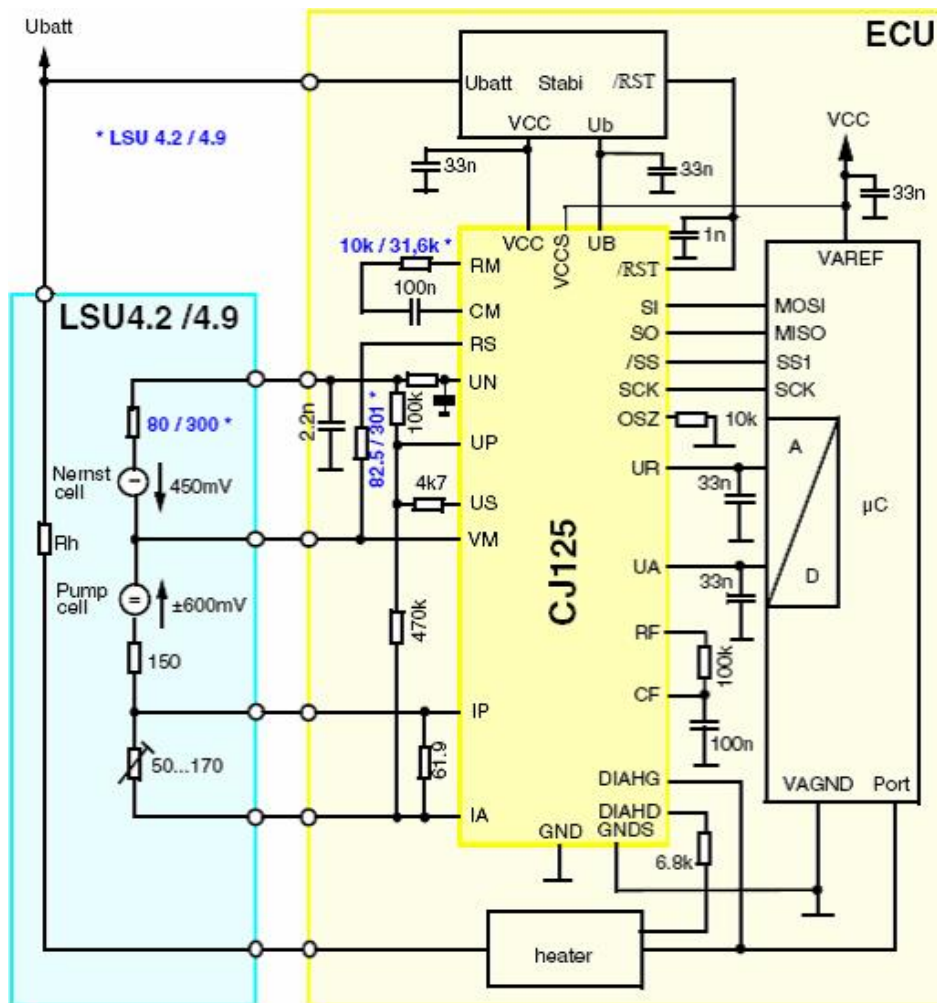 Ubatt
ECU
Ubatt Stabi /RST
VCC Ub
* LSU 4.2 / 4.9
VCC
33n
33n
33n
1n
10k / 31,6k *
VCC VCCS UB
/RST
VAREF
RM
100n
CM
RS
UN
UP
US
VM
IP
IA
SI
SO
/SS
SCK
OSZ
UR
UA
RF
CF
DIAHG
DIAHD
GNDS
GND
CJ125
MOSI
MISO
SS1
SCK
10k
A
D
µC
33n
33n
100k
100n
VAGND Port
6.8k
LSU4.2 /4.9
80 / 300 *
Nernst
cell
450mV
Rh
Pump
cell
±600mV
150
50...170
2.2n
82.5 / 301 *
100k
4k7
470k
61.9
heater